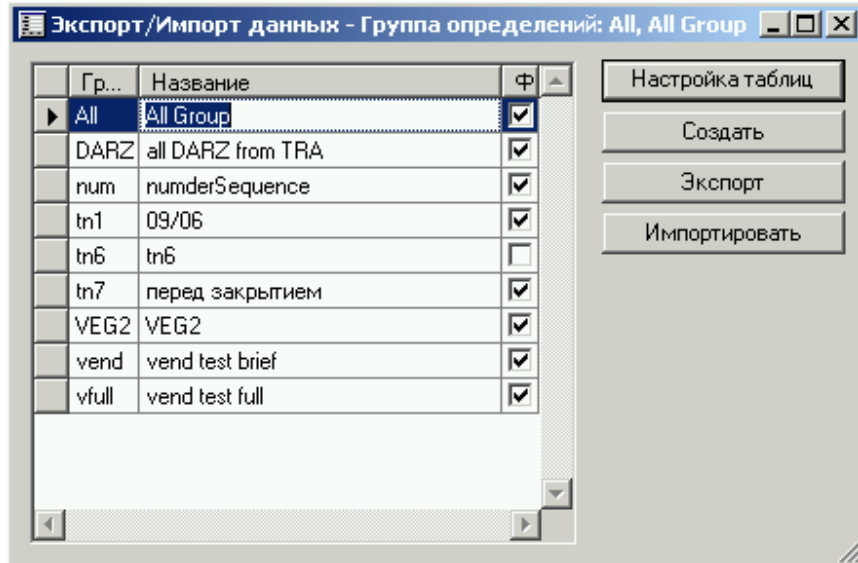 Экспорт/Импорт данных - Группа определений: All, All Group
Гр... Название Ф
All All Group
DARZ all DARZ from TRA
num numderSequence
tn1 09/06
tn6 tn6
tn7 перед закрытием
VEG2 VEG2
vend vend test brief
vfull vend test full
Настройка таблиц
Создать
Экспорт
Импортировать